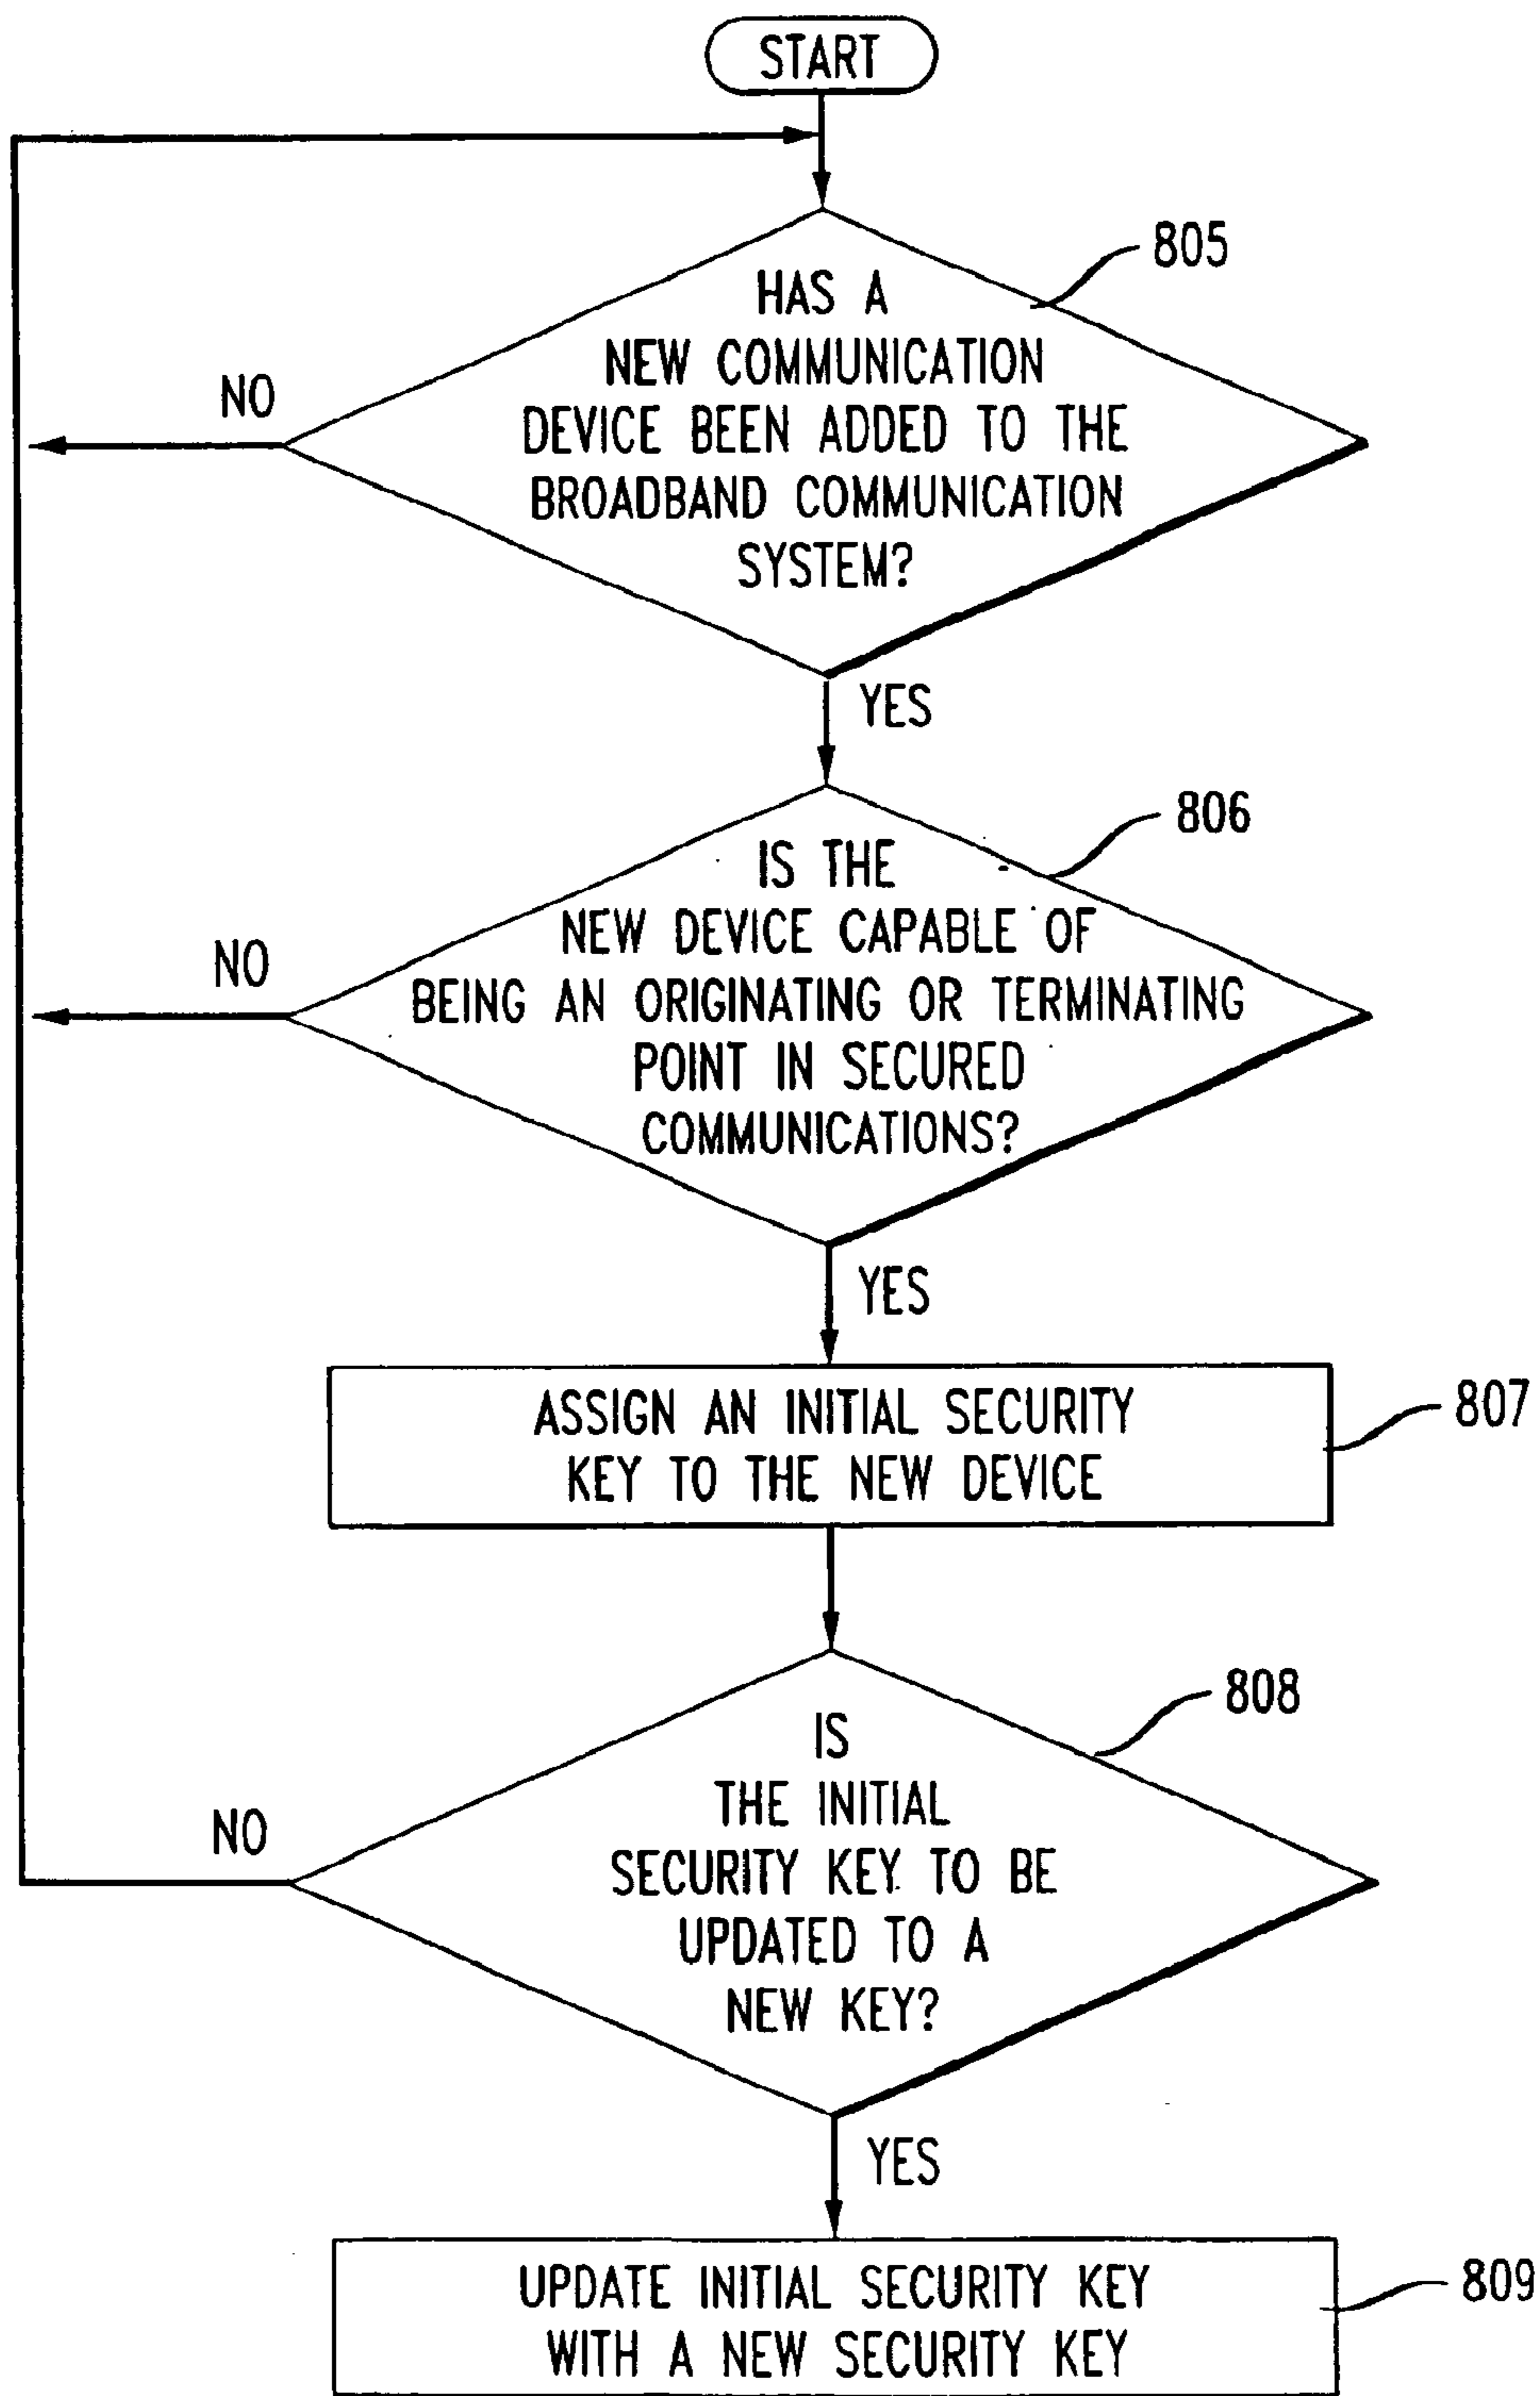 START
805
HAS A
NEW COMMUNICATION
DEVICE BEEN ADDED TO THE
BROADBAND COMMUNICATION
SYSTEM?
NO
YES
806
IS THE
NEW DEVICE CAPABLE OF
BEING AN ORIGINATING OR TERMINATING
POINT IN SECURED
COMMUNICATIONS?
NO
YES
807
ASSIGN AN INITIAL SECURITY
KEY TO THE NEW DEVICE
808
IS
THE INITIAL
SECURITY KEY TO BE
UPDATED TO A
NEW KEY?
NO
YES
809
UPDATE INITIAL SECURITY KEY
WITH A NEW SECURITY KEY